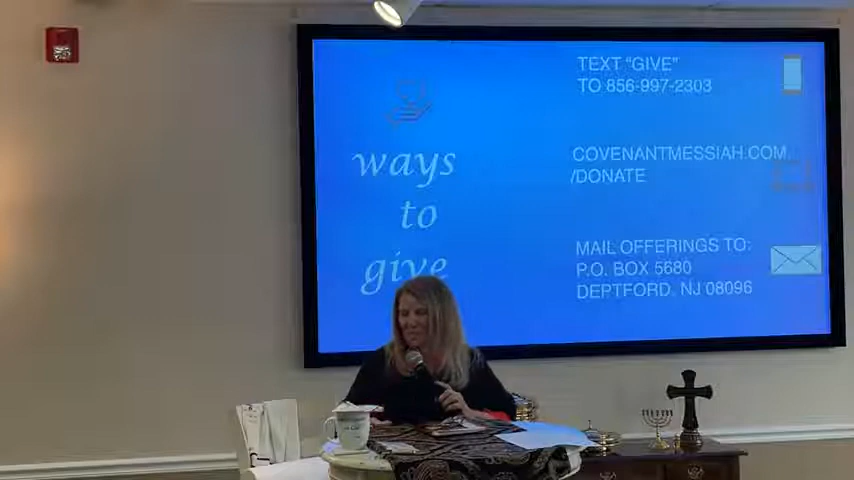 ways
to
give
TEXT "GIVE"
TO 856-997-2303
COVENANTMESSIAH.COM
/DONATE
MAIL OFFERINGS TO:
P.O. BOX 5680
DEPTFORD, NJ 08096